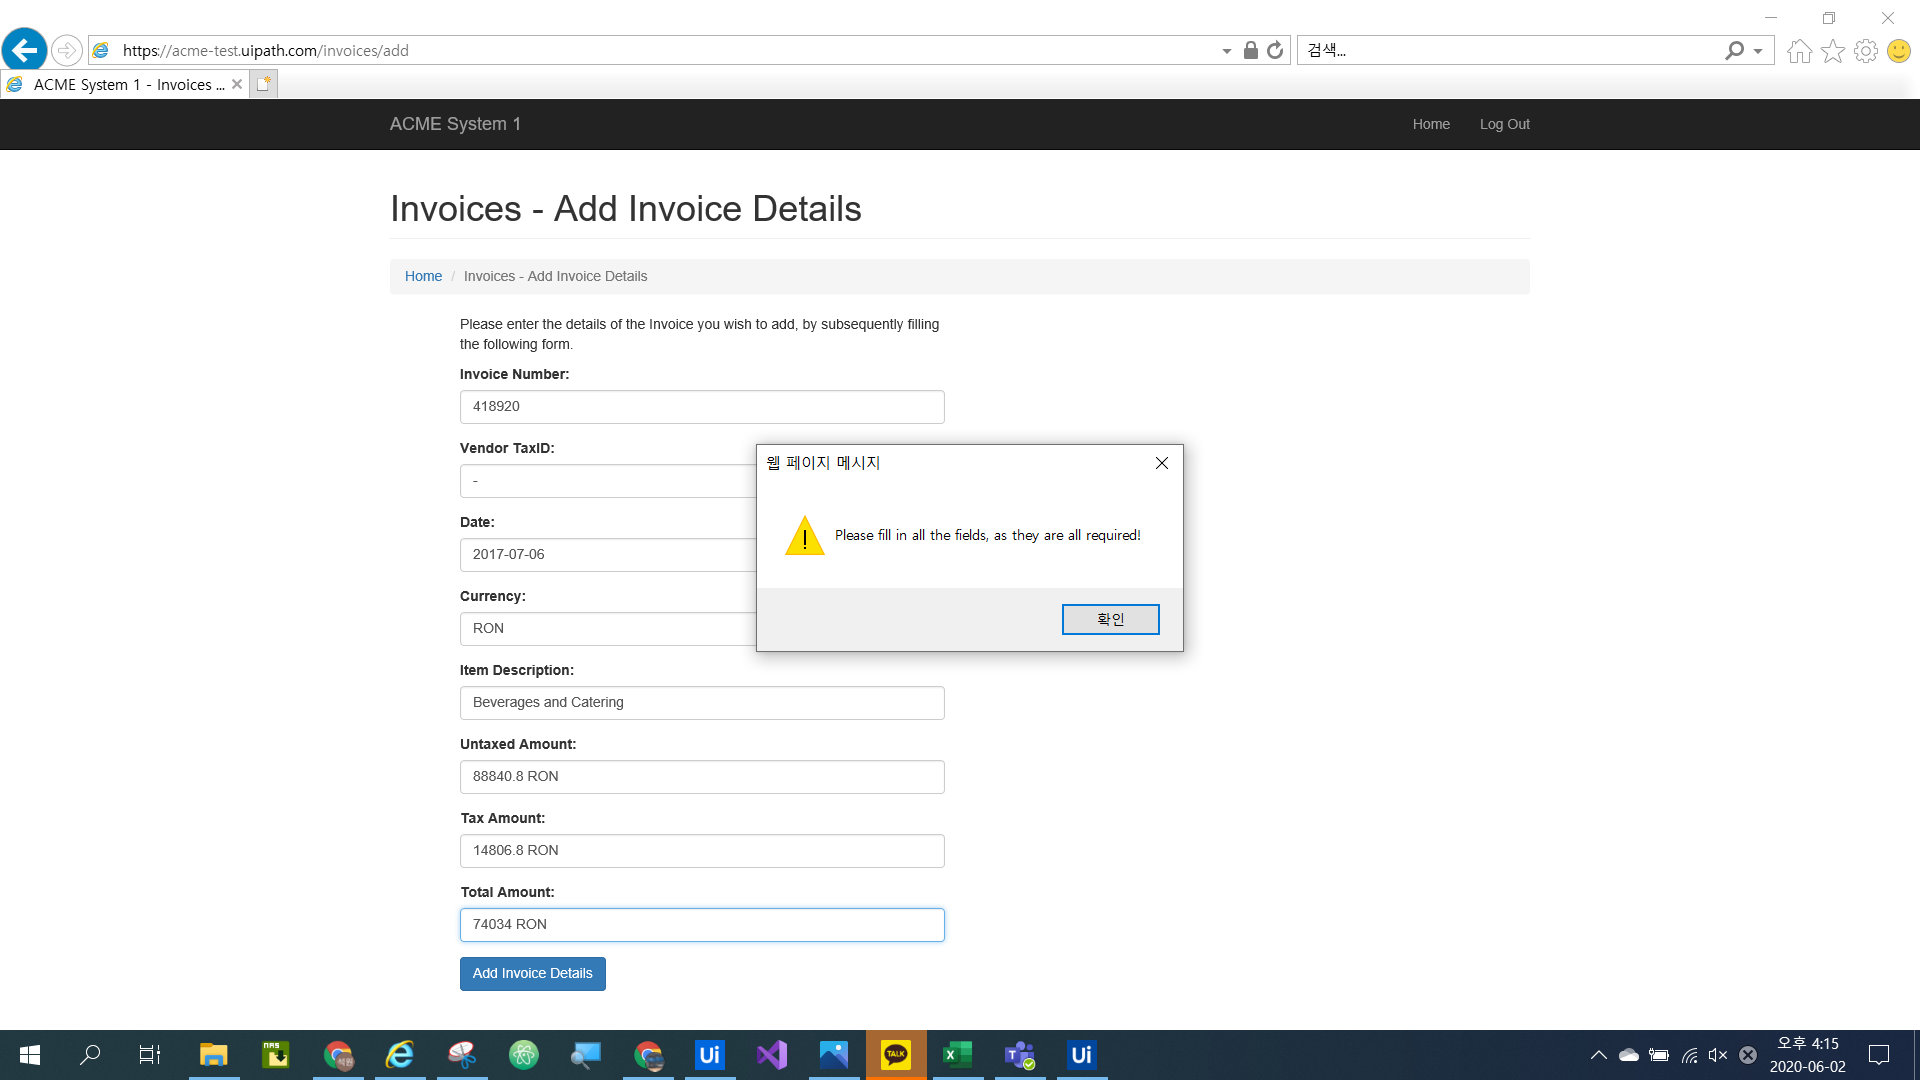 https://acme-test.uipath.com/invoices/add
검색...
ACME System 1 - Invoices ...
ACME System 1
Home
Log Out
Invoices - Add Invoice Details
Home / Invoices - Add Invoice Details
Please enter the details of the Invoice you wish to add, by subsequently filling
the following form.
Invoice Number:
418920
Vendor TaxID:
-
Date:
2017-07-06
Currency:
RON
웹 페이지 메시지
Please fill in all the fields, as they are all required!
확인
Item Description:
Beverages and Catering
Untaxed Amount:
88840.8 RON
Tax Amount:
14806.8 RON
Total Amount:
74034 RON
Add Invoice Details
NAS
Ui
TALK
Ui
오후 4:15
2020-06-02